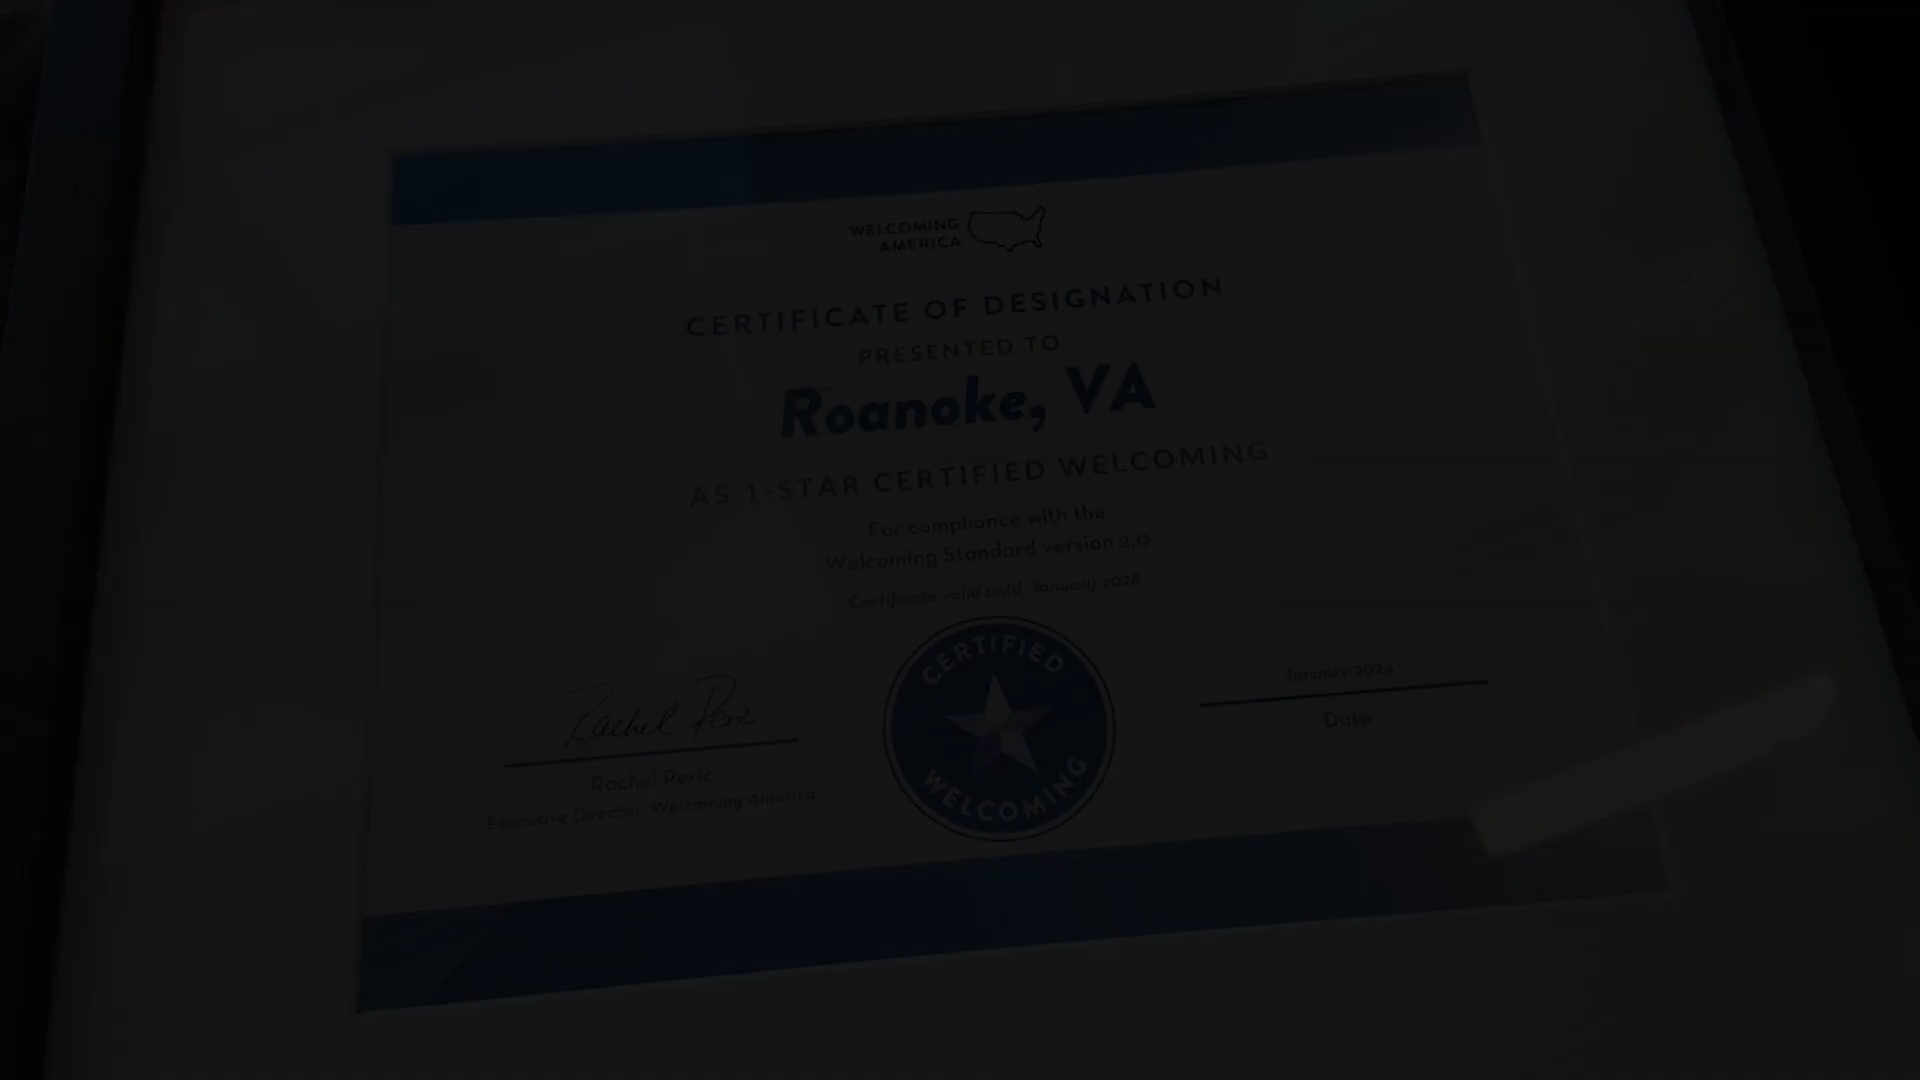 WELCOMING
AMERICA
CERTIFICATE OF DESIGNATION
PRESENTED TO
Roanoke, VA
AS 1-STAR CERTIFIED WELCOMING
For compliance with the
Welcoming Standard version 2.0
Certificate valid until January 2028
CERTIFIED
WELCOMING
January 2024
Date
Rachel Peric
Rachel Peric
Executive Director, Welcoming America